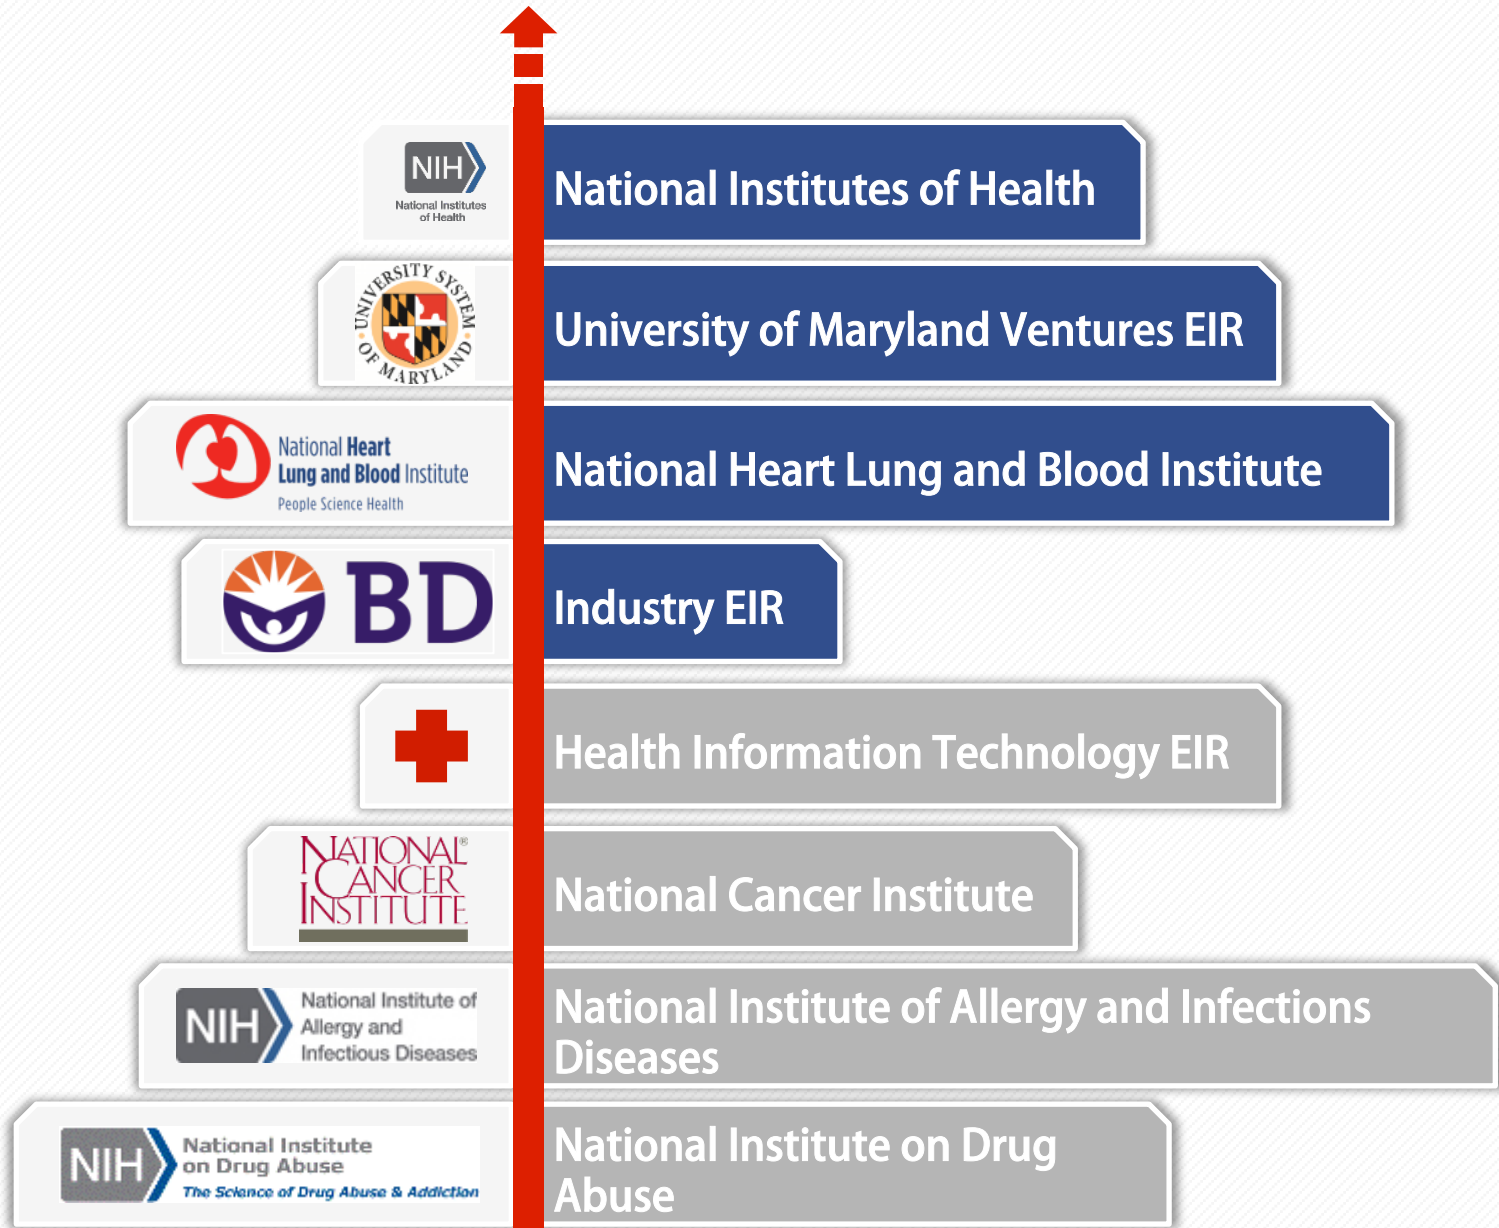 NIH
National Institutes
of Health
National Institutes of Health
UNIVERSITY SYSTEM
OF MARYLAND
University of Maryland Ventures EIR
National Heart
Lung and Blood Institute
People Science Health
National Heart Lung and Blood Institute
BD
Industry EIR
Health Information Technology EIR
NATIONAL®
CANCER
INSTITUTE
National Cancer Institute
NIH
National Institute of
Allergy and
Infectious Diseases
National Institute of Allergy and Infections
Diseases
NIH
National Institute
on Drug Abuse
The Science of Drug Abuse & Addiction
National Institute on Drug
Abuse